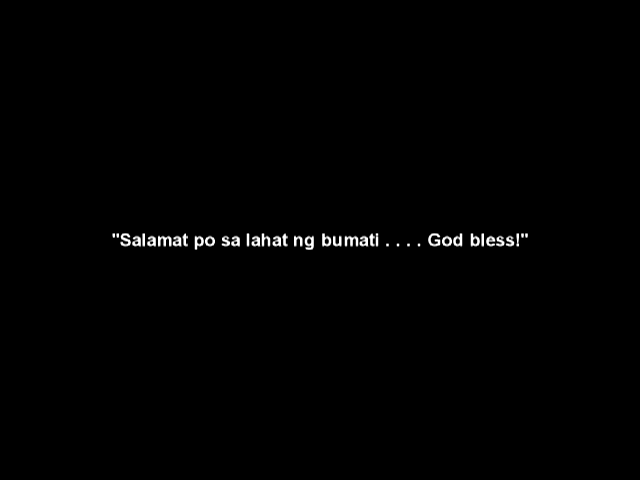 "Salamat po sa lahat ng bumati . . . . God bless!"